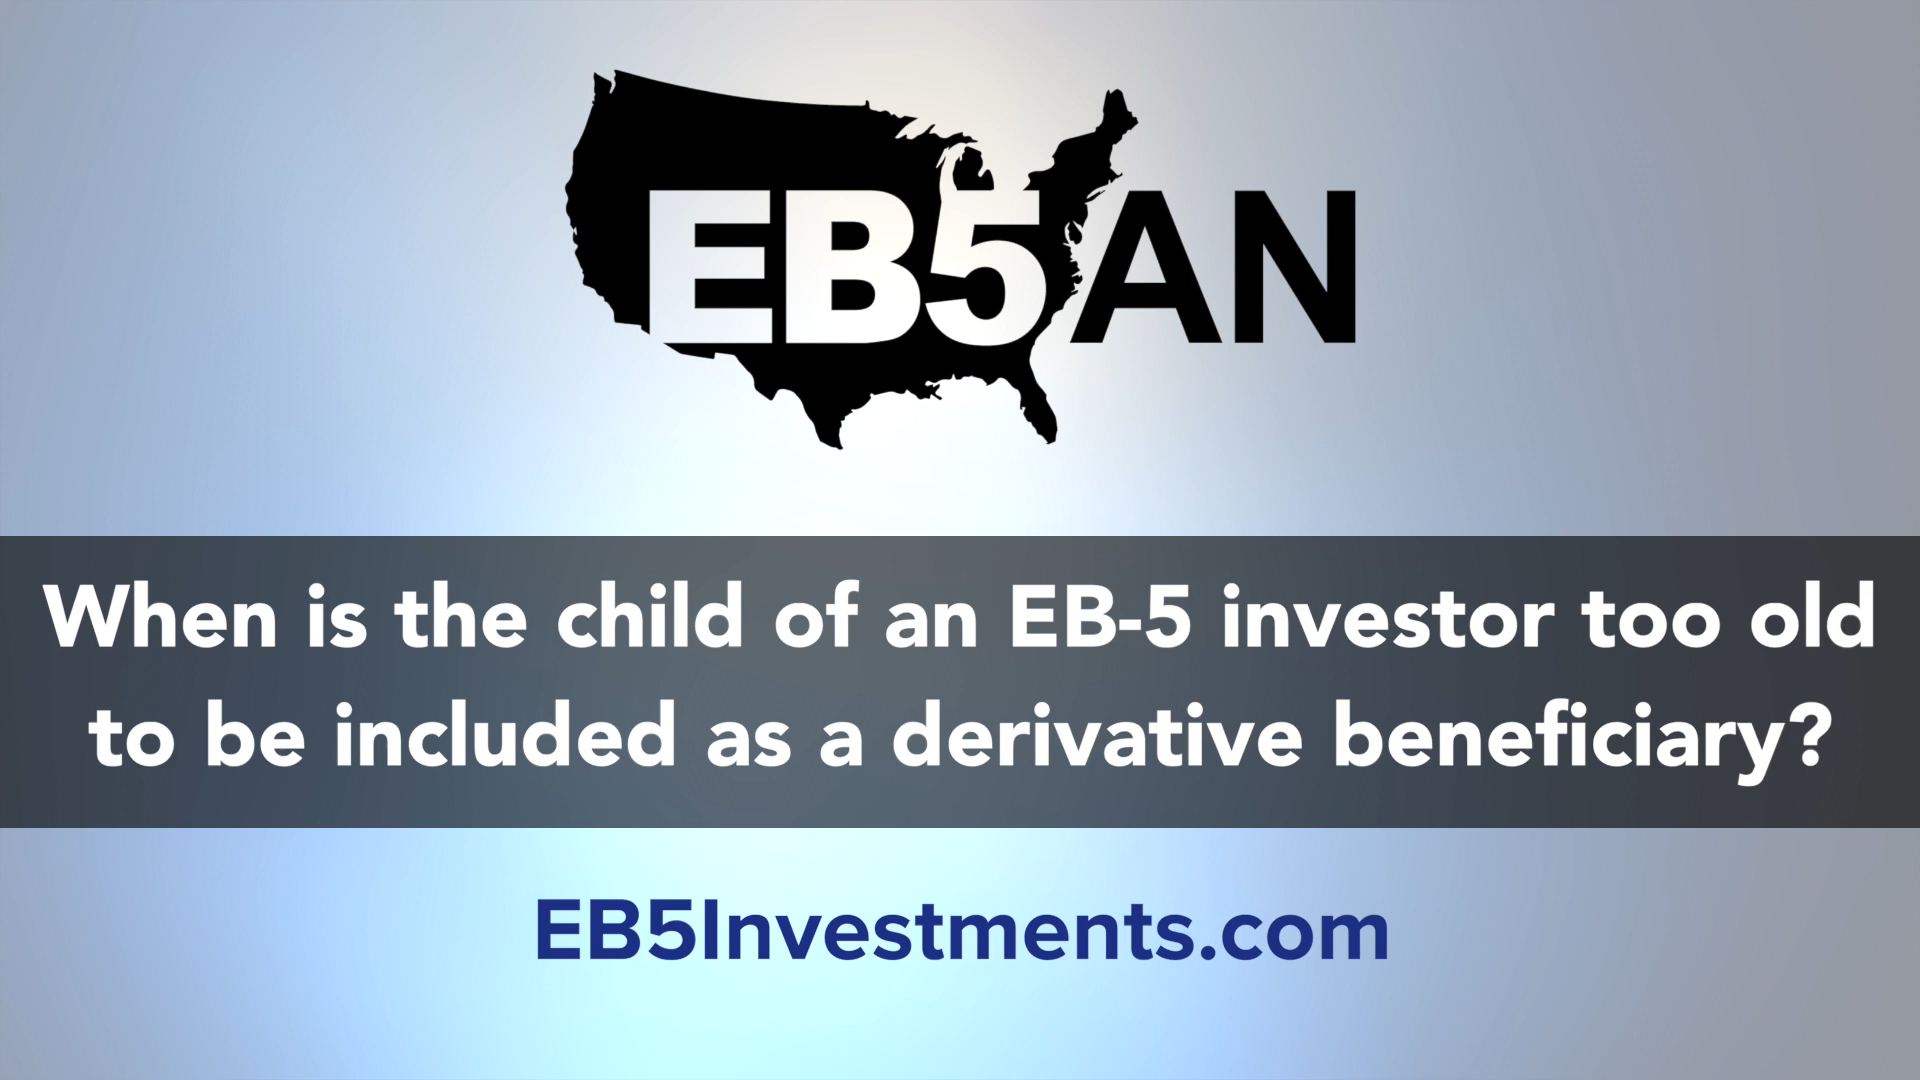 EB5AN
When is the child of an EB-5 investor too old
to be included as a derivative beneficiary?
EB5Investments.com